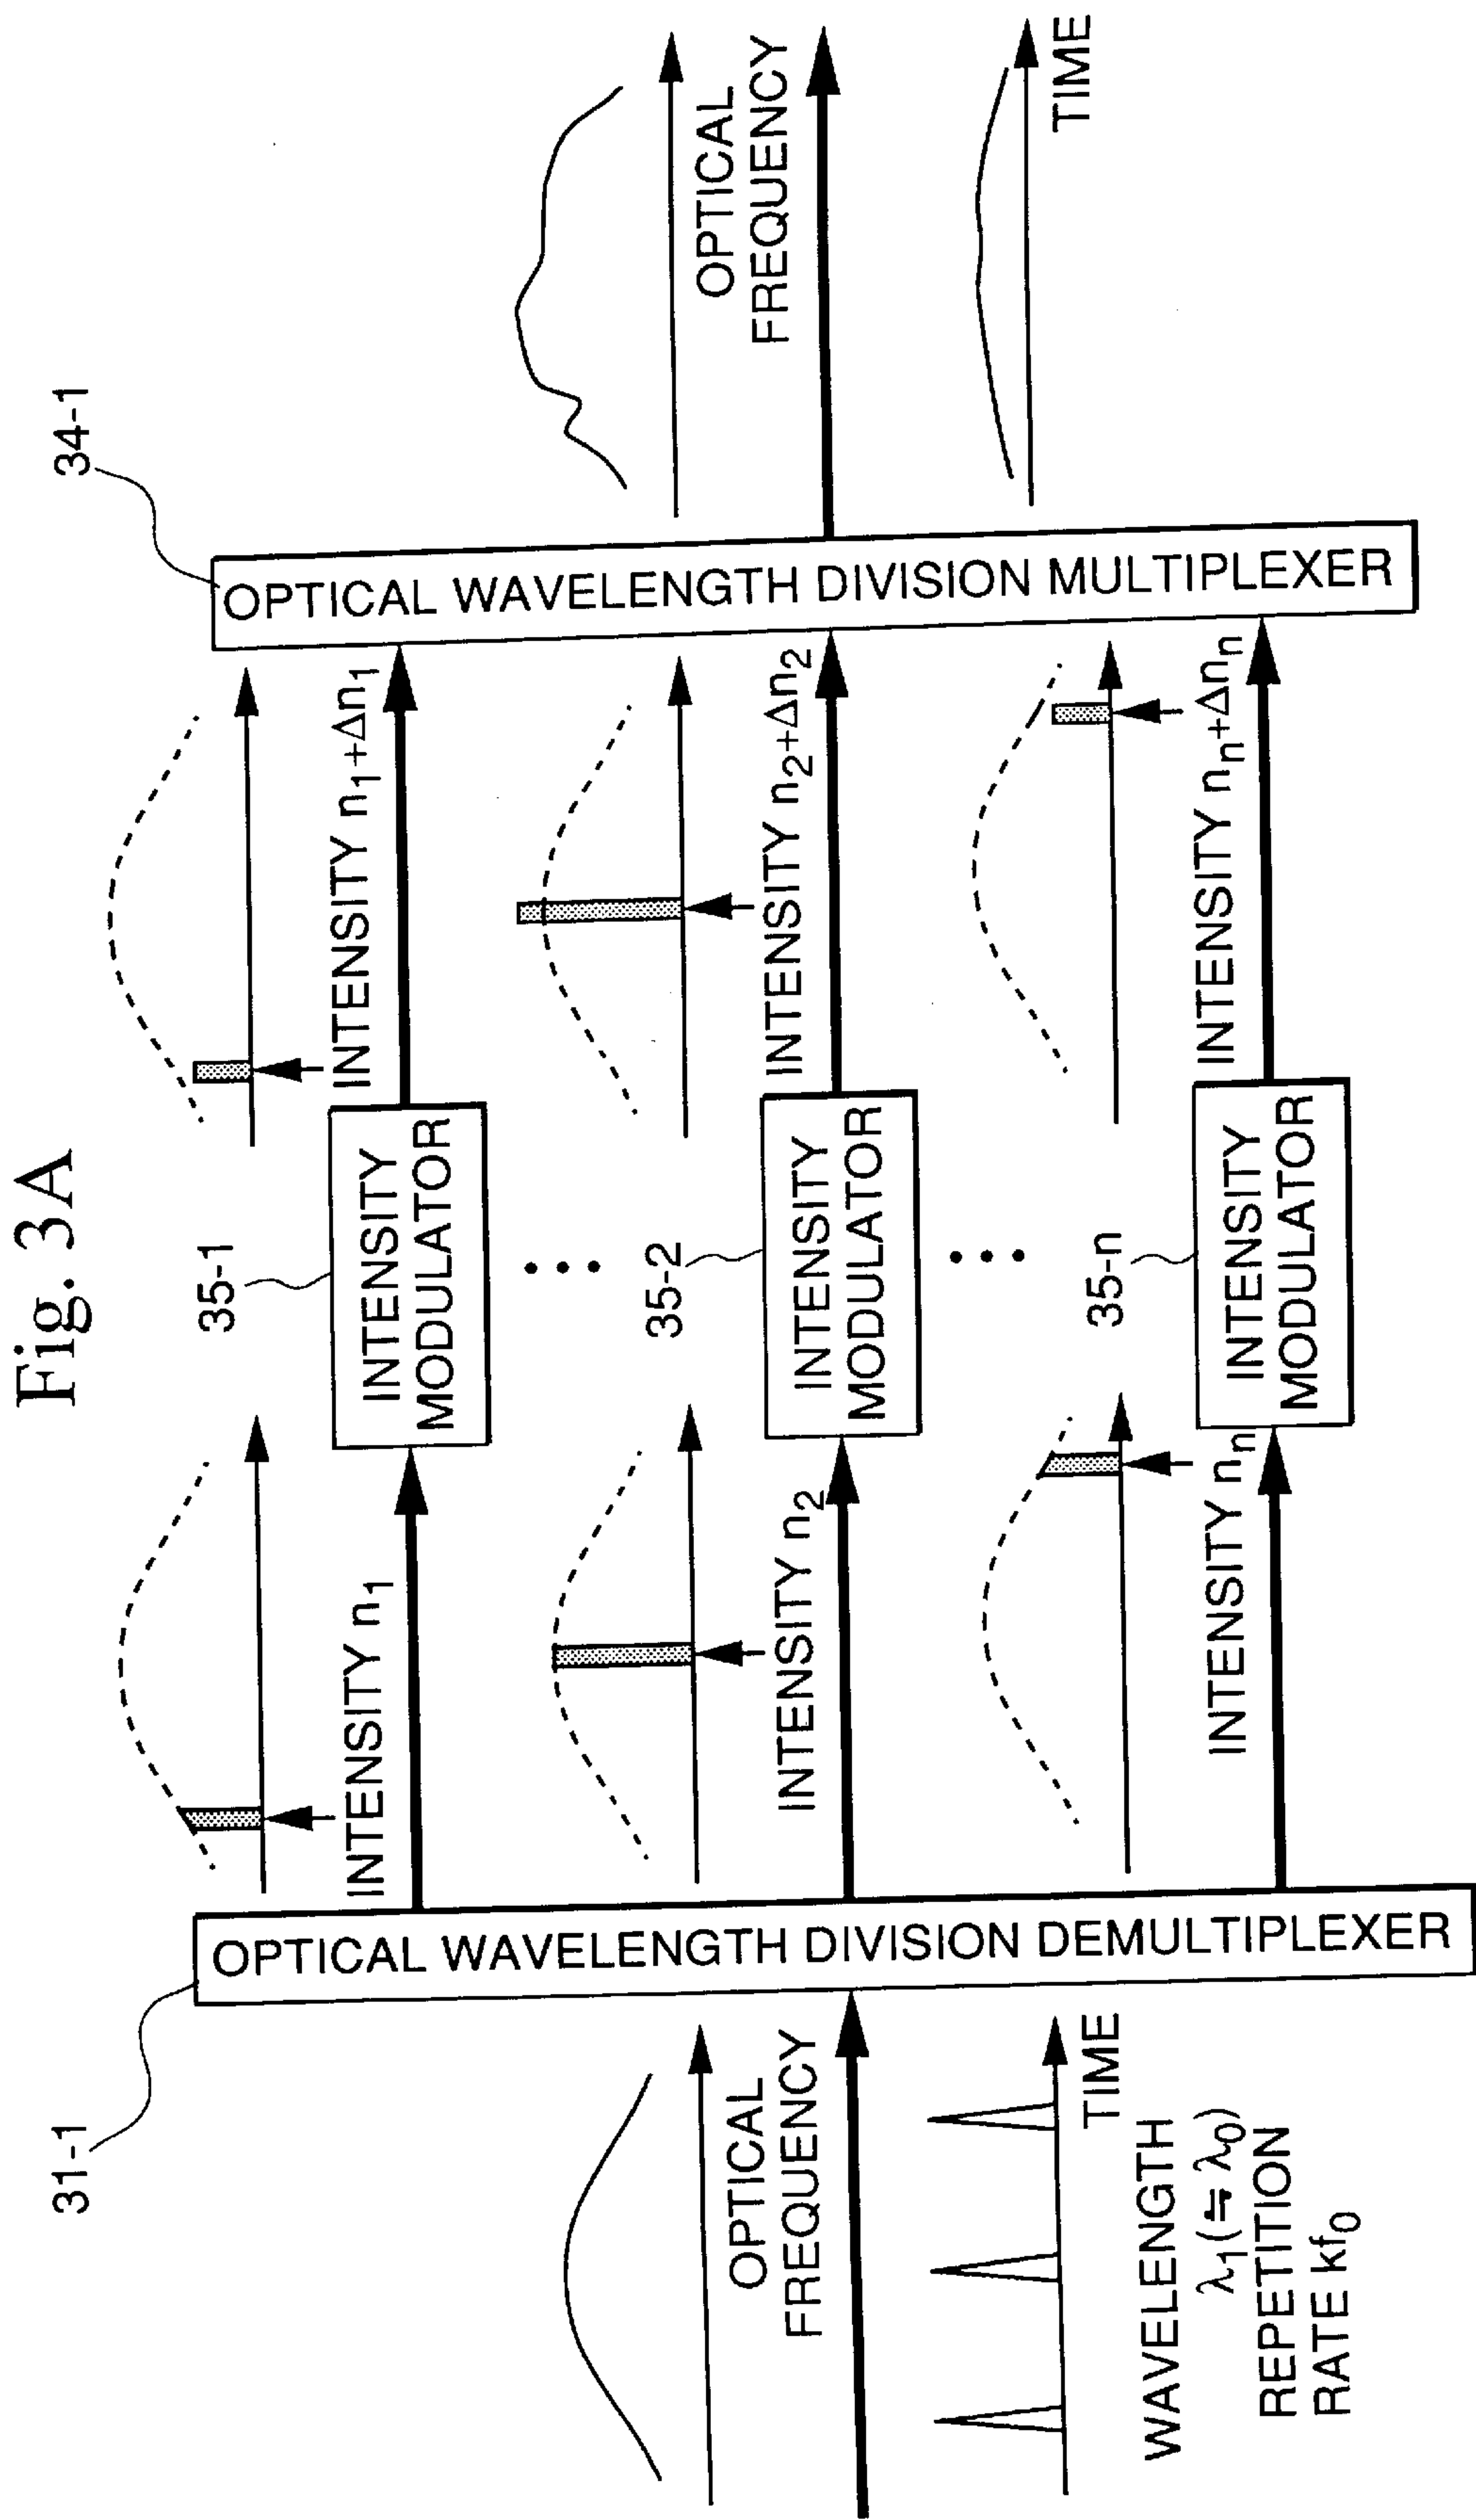 Fig. 3A
31-1
OPTICAL
FREQUENCY
TIME
WAVELENGTH
λ1(≒λ0)
REPETITION
RATE kf0
OPTICAL WAVELENGTH DIVISION DEMULTIPLEXER
INTENSITY n1
INTENSITY n2
INTENSITY nn
35-1
INTENSITY
MODULATOR
35-2
INTENSITY
MODULATOR
35-n
INTENSITY
MODULATOR
INTENSITY n1+Δn1
INTENSITY n2+Δn2
INTENSITY nn+Δnn
34-1
OPTICAL WAVELENGTH DIVISION MULTIPLEXER
OPTICAL
FREQUENCY
TIME